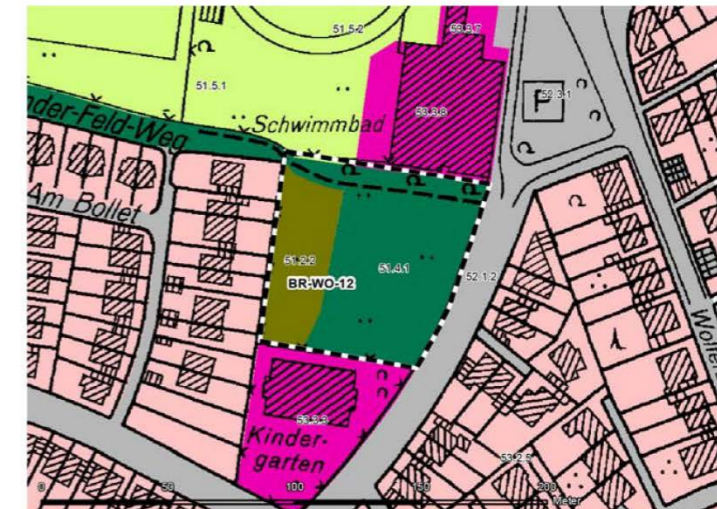 51.5.2
53.3.7
51.5.1
52.3.1
P
nder-Feld-Weg
Schwimmbad
53.3.8
Am Bollet
51.2.2
51.4.1
52.1.2
BR-WO-12
Woller
53.3.3
Kinder-
garten
53.2.5
0 50 100 150 200
Meter